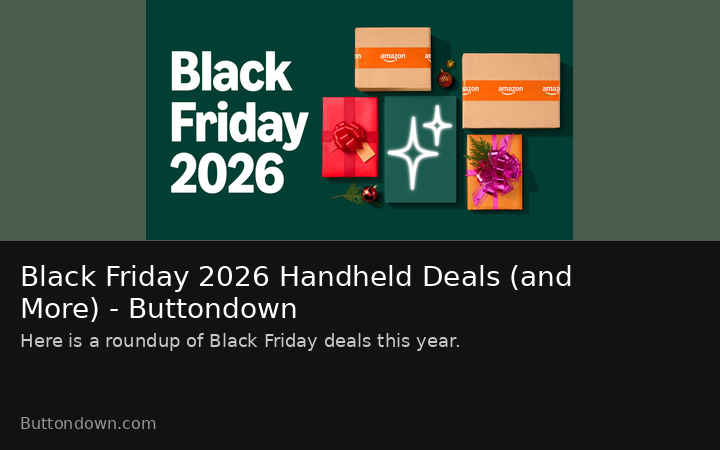 Black
Friday
2026
amazon
amazon
amazon
Black Friday 2026 Handheld Deals (and
More) - Buttondown
Here is a roundup of Black Friday deals this year.
Buttondown.com